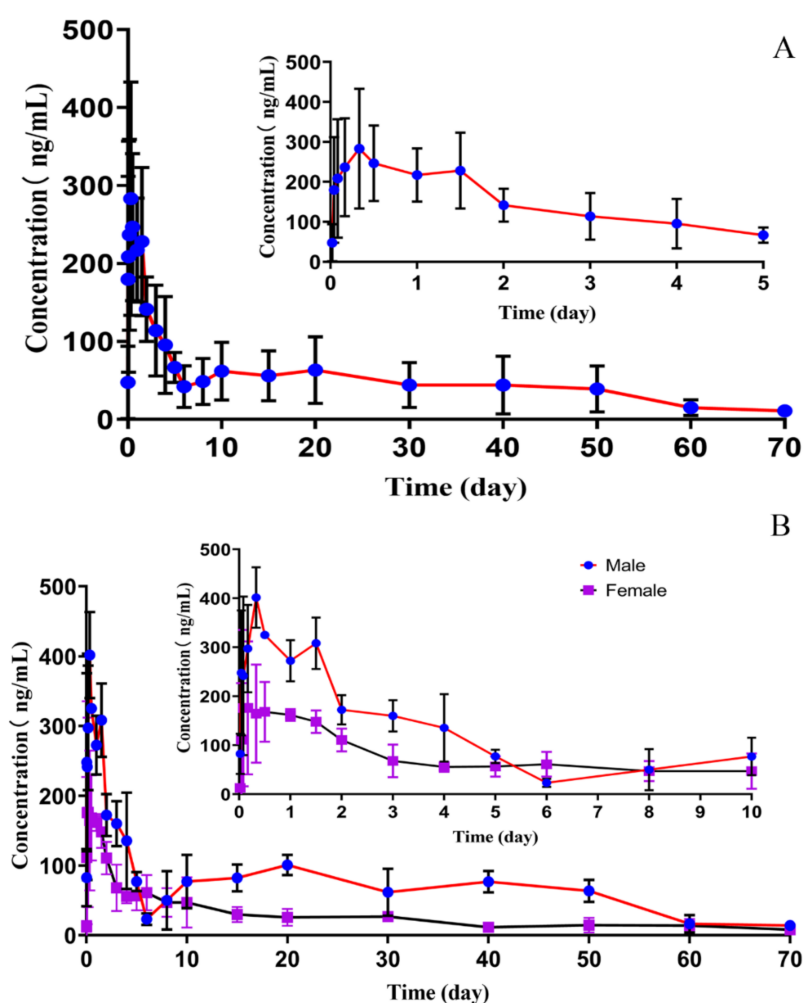 A
500
400
300
200
100
0
Concentration ( ng/mL)
0 10 20 30 40 50 60 70
Time (day)
500
400
300
200
100
0
Concentration ( ng/mL)
0 1 2 3 4 5
Time (day)
B
500
400
300
200
100
0
Concentration ( ng/mL)
0 10 20 30 40 50 60 70
Time (day)
500
400
300
200
100
0
Concentration ( ng/mL)
0 1 2 3 4 5 6 7 8 9 10
Time (day)
Male
Female